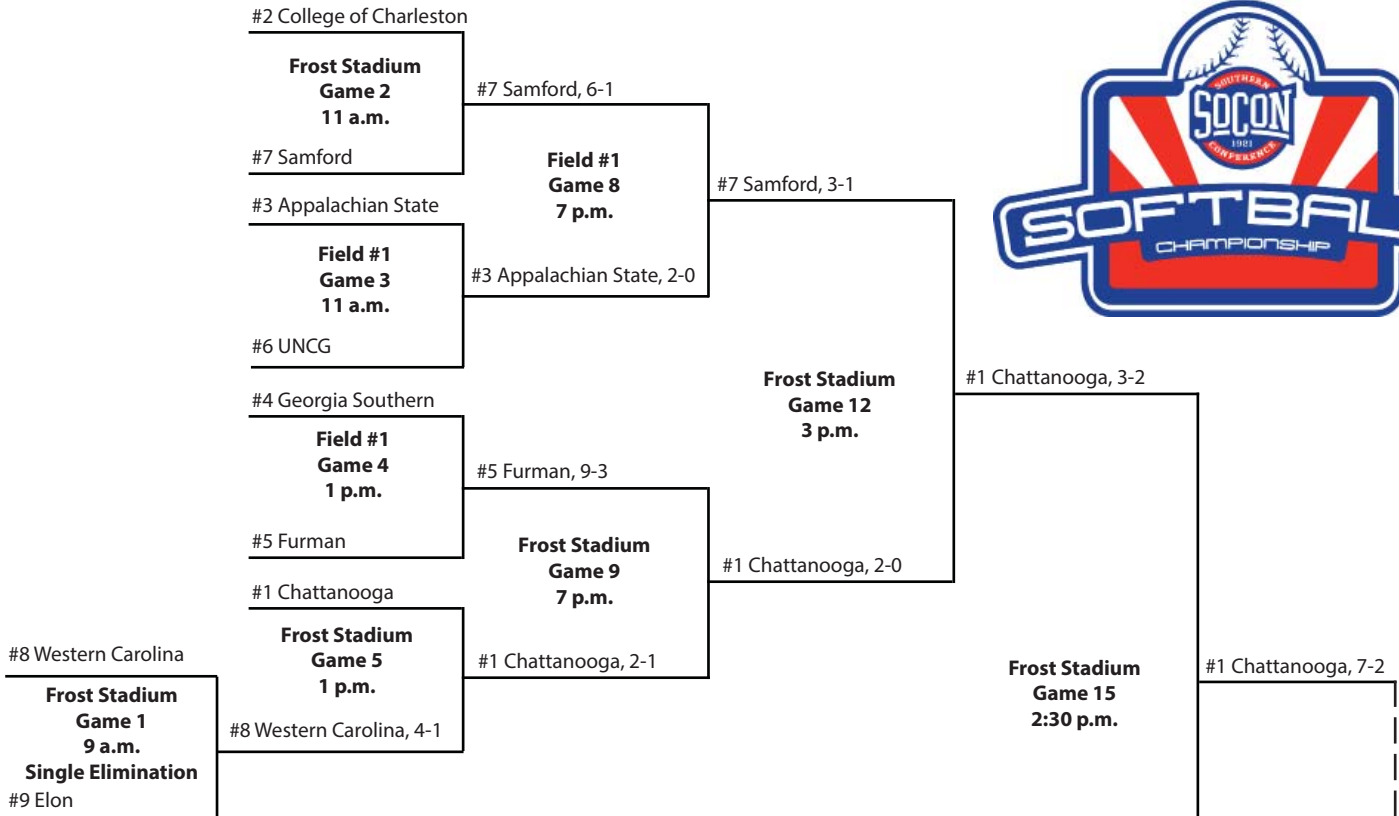 #2 College of Charleston
Frost Stadium
Game 2
11 a.m.
#7 Samford
#7 Samford, 6-1
#3 Appalachian State
Field #1
Game 3
11 a.m.
#6 UNCG
#3 Appalachian State, 2-0
Field #1
Game 8
7 p.m.
#7 Samford, 3-1
#4 Georgia Southern
Field #1
Game 4
1 p.m.
#5 Furman
#5 Furman, 9-3
#1 Chattanooga
Frost Stadium
Game 5
1 p.m.
#8 Western Carolina, 4-1
#1 Chattanooga, 2-1
Frost Stadium
Game 9
7 p.m.
#1 Chattanooga, 2-0
#8 Western Carolina
Frost Stadium
Game 1
9 a.m.
Single Elimination
#9 Elon
Frost Stadium
Game 12
3 p.m.
#1 Chattanooga, 3-2
Frost Stadium
Game 15
2:30 p.m.
#1 Chattanooga, 7-2
SOUTHERN
SOCON
1921
CONFERENCE
SOFTBAL
CHAMPIONSHIP